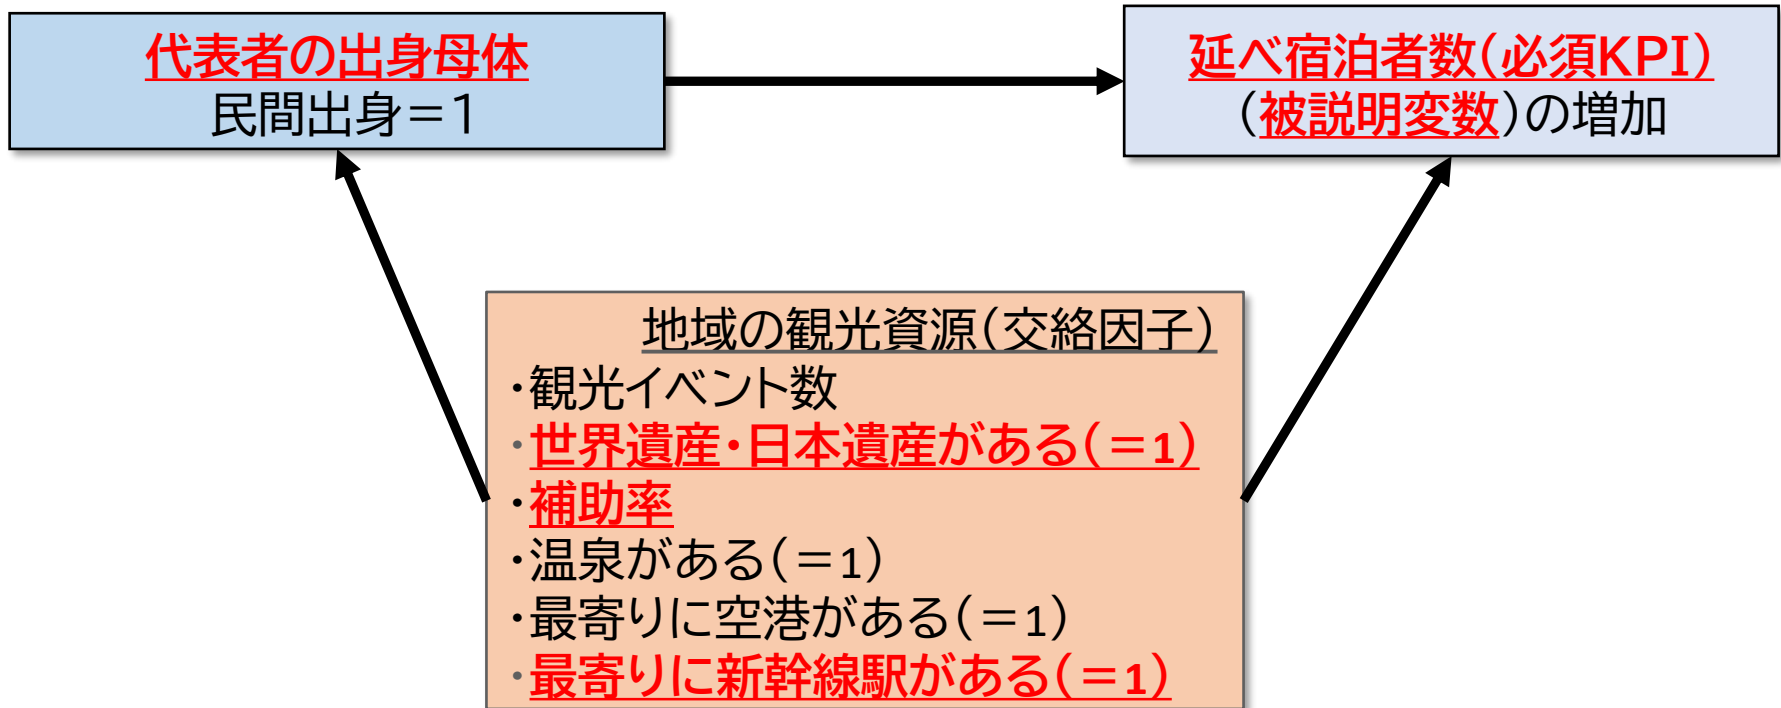 代表者の出身母体
民間出身＝1
延べ宿泊者数(必須KPI)
(被説明変数)の増加
地域の観光資源(交絡因子)
・観光イベント数
・世界遺産・日本遺産がある(＝1)
・補助率
・温泉がある(＝1)
・最寄りに空港がある(＝1)
・最寄りに新幹線駅がある(＝1)